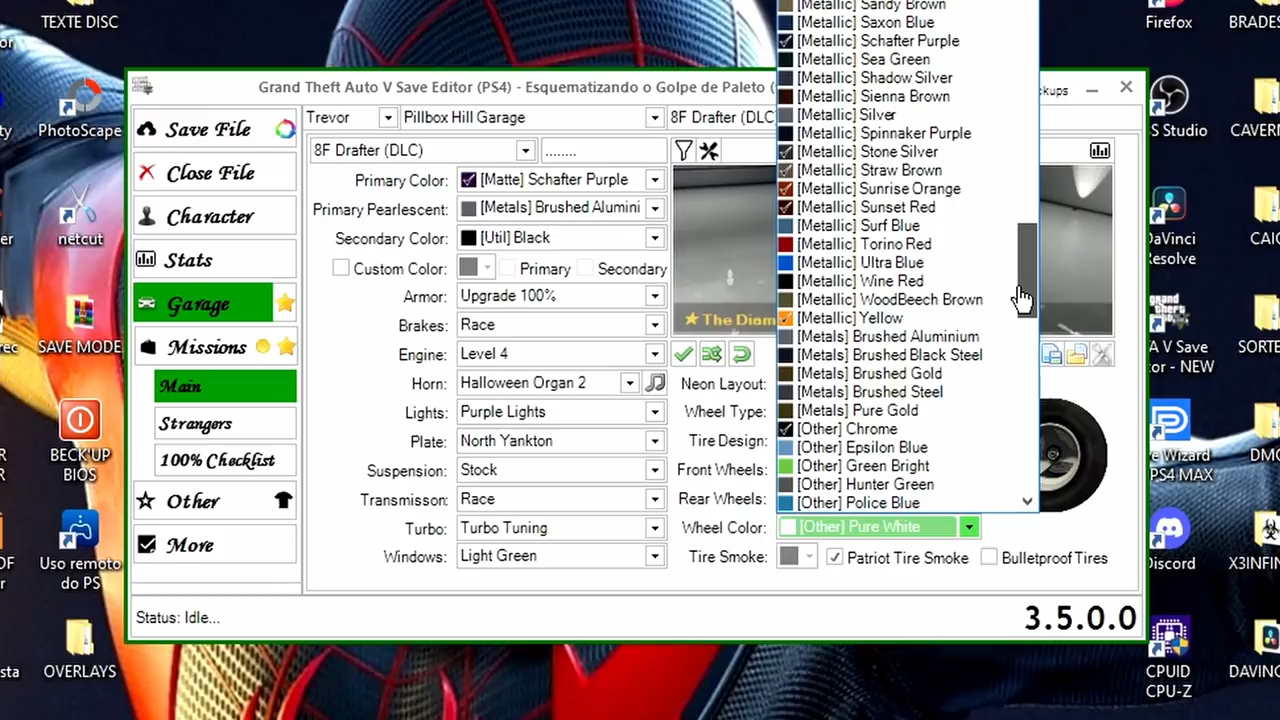 TEXTE DISC
PhotoScape
netcut
SAVE MODE
BECK'UP
BIOS
Uso remoto
do PS
OVERLAYS
Grand Theft Auto V Save Editor (PS4) - Esquematizando o Golpe de Paleto (
Save File
Close File
Character
Stats
Garage
Missions
Main
Strangers
100% Checklist
Other
More
Trevor
Pillbox Hill Garage
8F Drafter (DLC
8F Drafter (DLC)
........
Primary Color:
[Matte] Schafter Purple
Primary Pearlescent:
[Metals] Brushed Alumini
Secondary Color:
[Util] Black
Custom Color:
Primary
Secondary
Armor:
Upgrade 100%
Brakes:
Race
Engine:
Level 4
Horn:
Halloween Organ 2
Lights:
Purple Lights
Plate:
North Yankton
Suspension:
Stock
Transmisson:
Race
Turbo:
Turbo Tuning
Windows:
Light Green
★ The Diam
Neon Layout:
Wheel Type:
Tire Design:
Front Wheels:
Rear Wheels:
Wheel Color:
[Other] Pure White
Tire Smoke:
Patriot Tire Smoke
Bulletproof Tires
[Metallic] Sandy Brown
[Metallic] Saxon Blue
[Metallic] Schafter Purple
[Metallic] Sea Green
[Metallic] Shadow Silver
[Metallic] Sienna Brown
[Metallic] Silver
[Metallic] Spinnaker Purple
[Metallic] Stone Silver
[Metallic] Straw Brown
[Metallic] Sunrise Orange
[Metallic] Sunset Red
[Metallic] Surf Blue
[Metallic] Torino Red
[Metallic] Ultra Blue
[Metallic] Wine Red
[Metallic] WoodBeech Brown
[Metallic] Yellow
[Metals] Brushed Aluminium
[Metals] Brushed Black Steel
[Metals] Brushed Gold
[Metals] Brushed Steel
[Metals] Pure Gold
[Other] Chrome
[Other] Epsilon Blue
[Other] Green Bright
[Other] Hunter Green
[Other] Police Blue
Status: Idle...
3.5.0.0
Firefox
BRADES
S Studio
CAVER
DaVinci
Resolve
CAIC
A V Save
tor - NEW
SORTE
e Wizard
PS4 MAX
DMC
Discord
X3INFIN
CPUID
CPU-Z
DAVINC